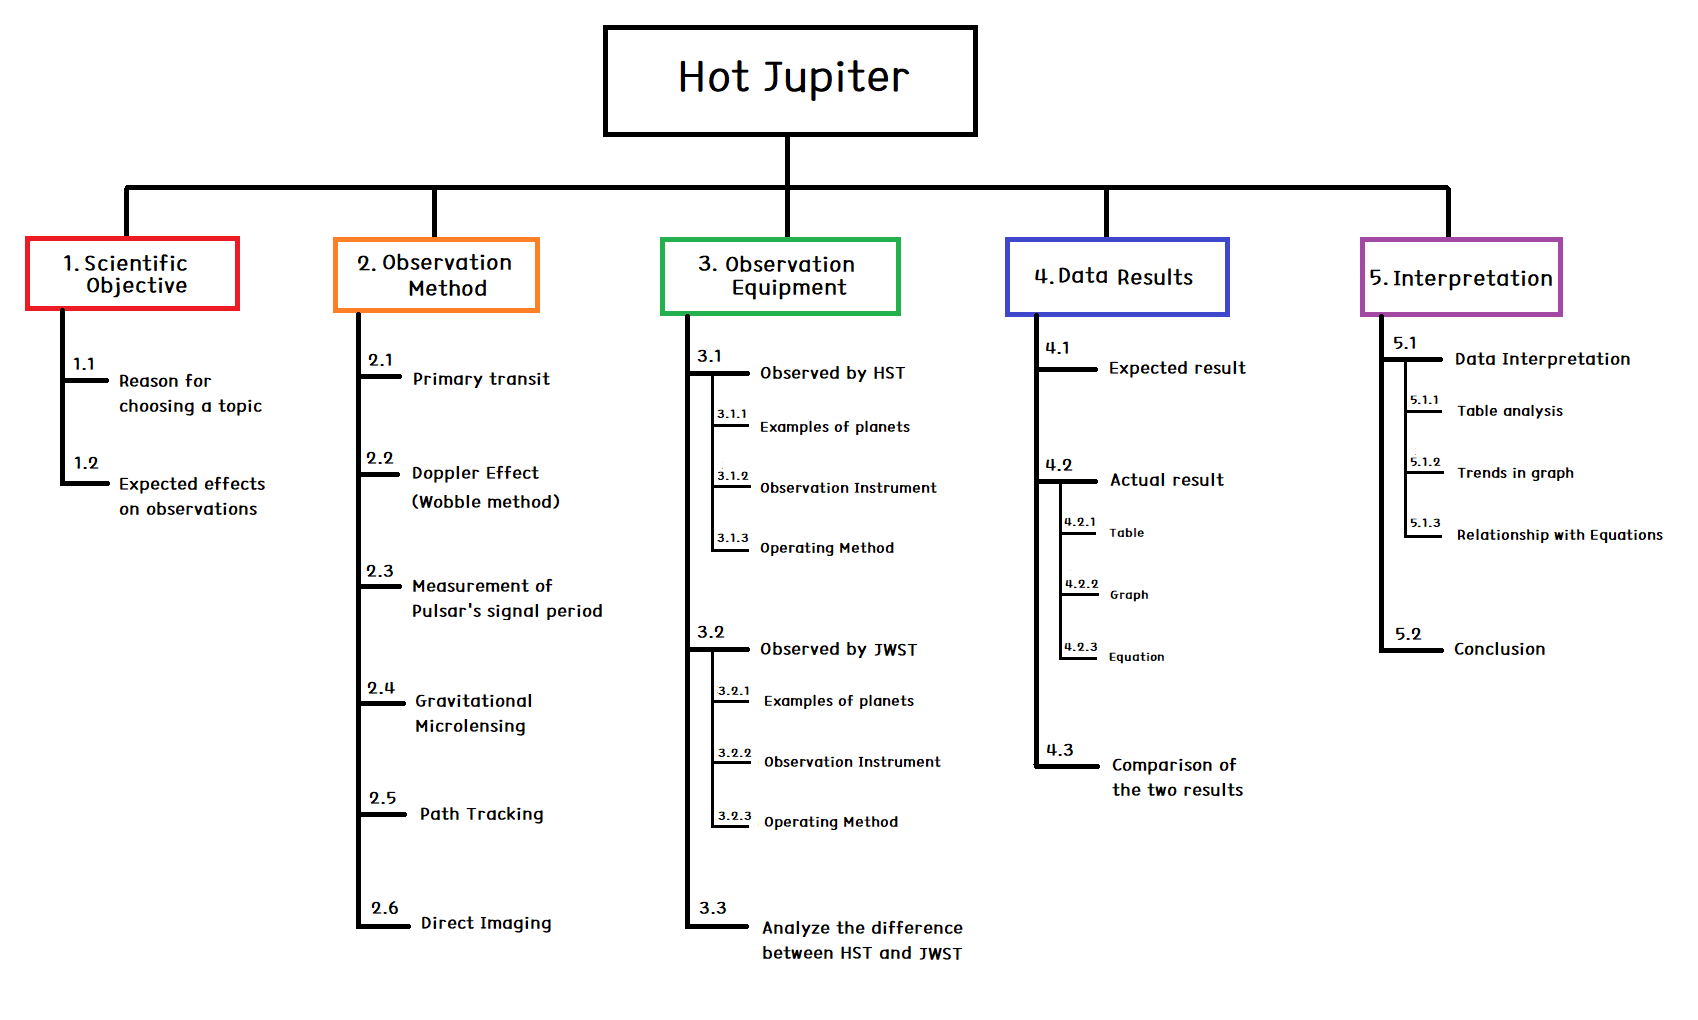 Hot Jupiter
1. Scientific
Objective
1.1
Reason for
choosing a topic
1.2
Expected effects
on observations
2. Observation
Method
2.1
Primary transit
2.2
Doppler Effect
(Wobble method)
2.3
Measurement of
Pulsar's signal period
2.4
Gravitational
Microlensing
2.5
Path Tracking
2.6
Direct Imaging
3. Observation
Equipment
3.1
Observed by HST
3.1.1
Examples of planets
3.1.2
Observation Instrument
3.1.3
Operating Method
3.2
Observed by JWST
3.2.1
Examples of planets
3.2.2
Observation Instrument
3.2.3
Operating Method
3.3
Analyze the difference
between HST and JWST
4. Data Results
4.1
Expected result
4.2
Actual result
4.2.1
Table
4.2.2
Graph
4.2.3
Equation
4.3
Comparison of
the two results
5. Interpretation
5.1
Data Interpretation
5.1.1
Table analysis
5.1.2
Trends in graph
5.1.3
Relationship with Equations
5.2
Conclusion